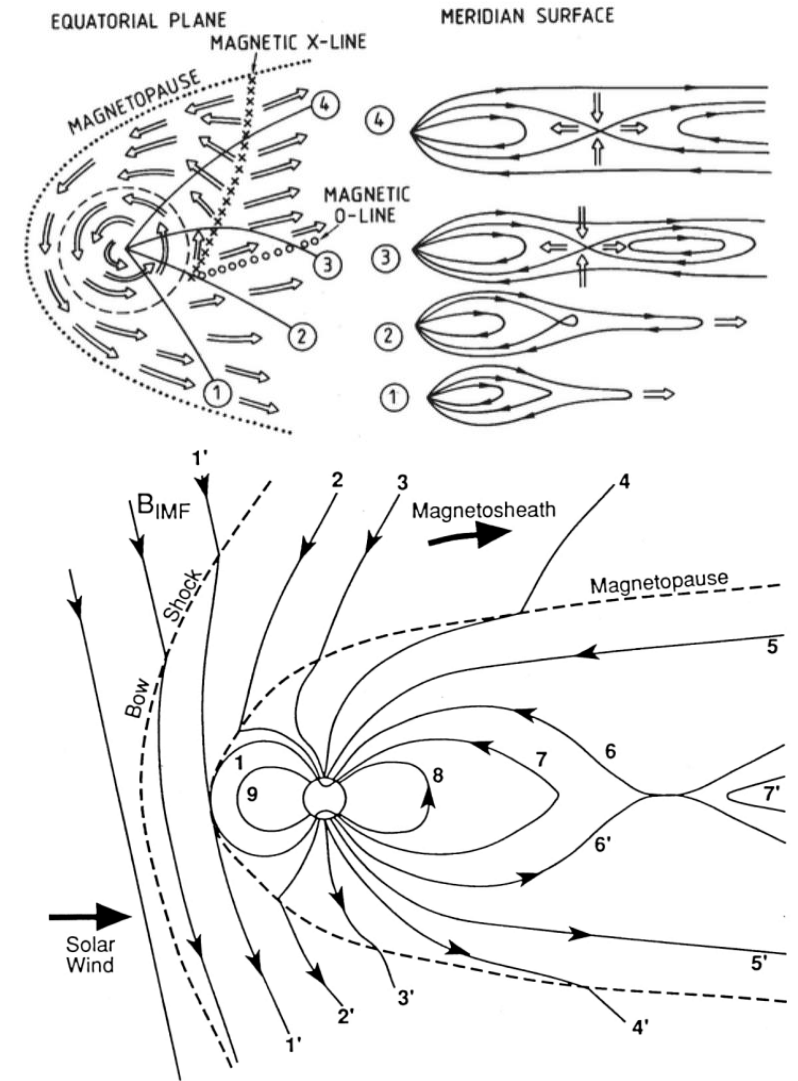 EQUATORIAL PLANE
MERIDIAN SURFACE
MAGNETIC X-LINE
MAGNETOPAUSE
4
4
MAGNETIC
O-LINE
3
3
2
2
1
1
1'
2
3
4
BIMF
Magnetosheath
Shock
Magnetopause
5
Bow
1
6
7
8
9
7'
6'
Solar
Wind
5'
3'
2'
4'
1'